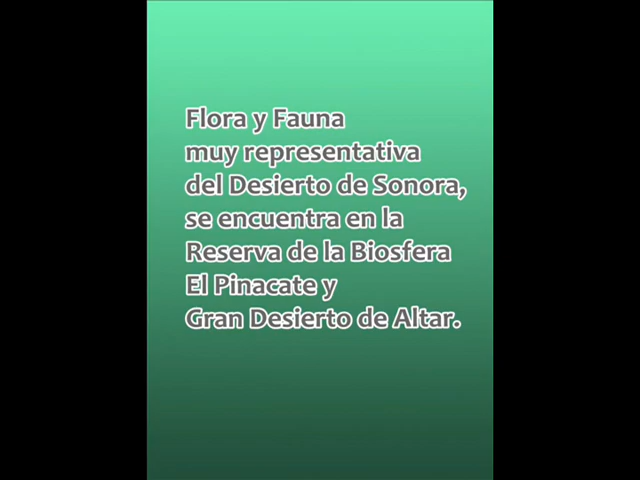 Flora y Fauna
muy representativa
del Desierto de Sonora,
se encuentra en la
Reserva de la Biosfera
El Pinacate y
Gran Desierto de Altar.